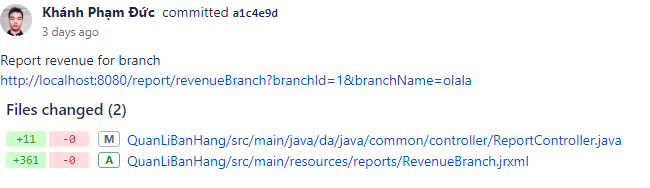 Khánh Phạm Đức committed a1c4e9d
3 days ago
Report revenue for branch
http://localhost:8080/report/revenueBranch?branchId=1&branchName=olala
Files changed (2)
+11 -0 M QuanLiBanHang/src/main/java/da/java/common/controller/ReportController.java
+361 -0 A QuanLiBanHang/src/main/resources/reports/RevenueBranch.jrxml